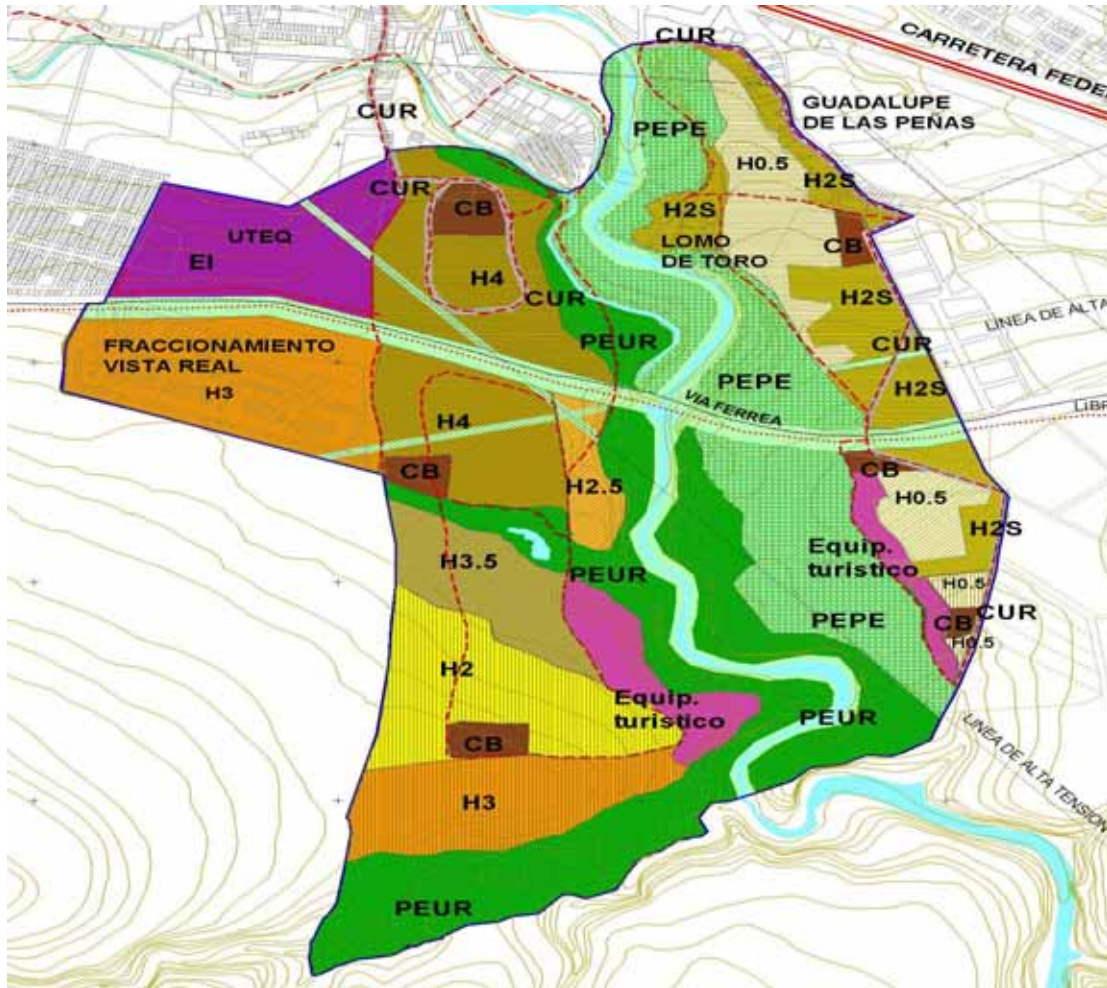 CUR
CARRETERA FEDE
CUR
GUADALUPE
DE LAS PEÑAS
PEPE
H0.5
H2S
CUR
CB
H2S
UTEQ
LOMO
DE TORO
CB
EI
H4
CUR
H2S
LINEA DE ALTA
FRACCIONAMIENTO
VISTA REAL
PEUR
CUR
H3
PEPE
H2S
VIA FERREA
LIBR
H4
CB
CB
H2.5
H0.5
H2S
H3.5
Equip.
turistico
PEUR
H0.5
CUR
PEPE
CB
H0.5
H2
Equip.
turistico
PEUR
CB
LINEA DE ALTA TENSION
H3
PEUR